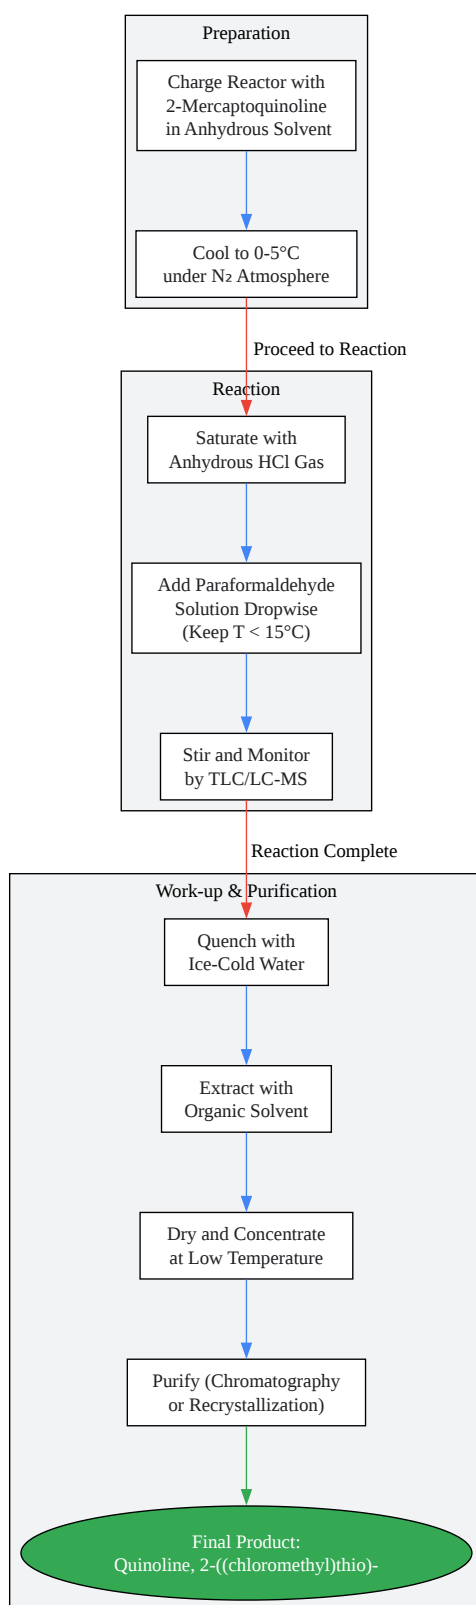 Preparation
Charge Reactor with
2-Mercaptoquinoline
in Anhydrous Solvent
Cool to 0-5°C
under N₂ Atmosphere
Proceed to Reaction
Reaction
Saturate with
Anhydrous HCl Gas
Add Paraformaldehyde
Solution Dropwise
(Keep T < 15°C)
Stir and Monitor
by TLC/LC-MS
Reaction Complete
Work-up & Purification
Quench with
Ice-Cold Water
Extract with
Organic Solvent
Dry and Concentrate
at Low Temperature
Purify (Chromatography
or Recrystallization)
Final Product:
Quinoline, 2-((chloromethyl)thio)-